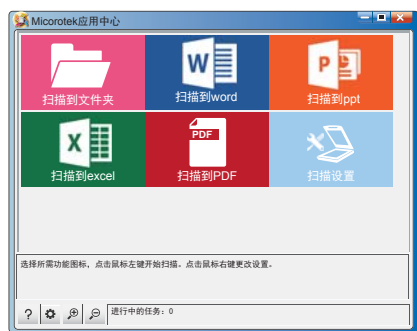 Micorotek应用中心
扫描到文件夹 扫描到word 扫描到ppt
扫描到excel 扫描到PDF 扫描设置
选择所需功能图标，点击鼠标左键开始扫描。点击鼠标右键更改设置。
进行中的任务：0